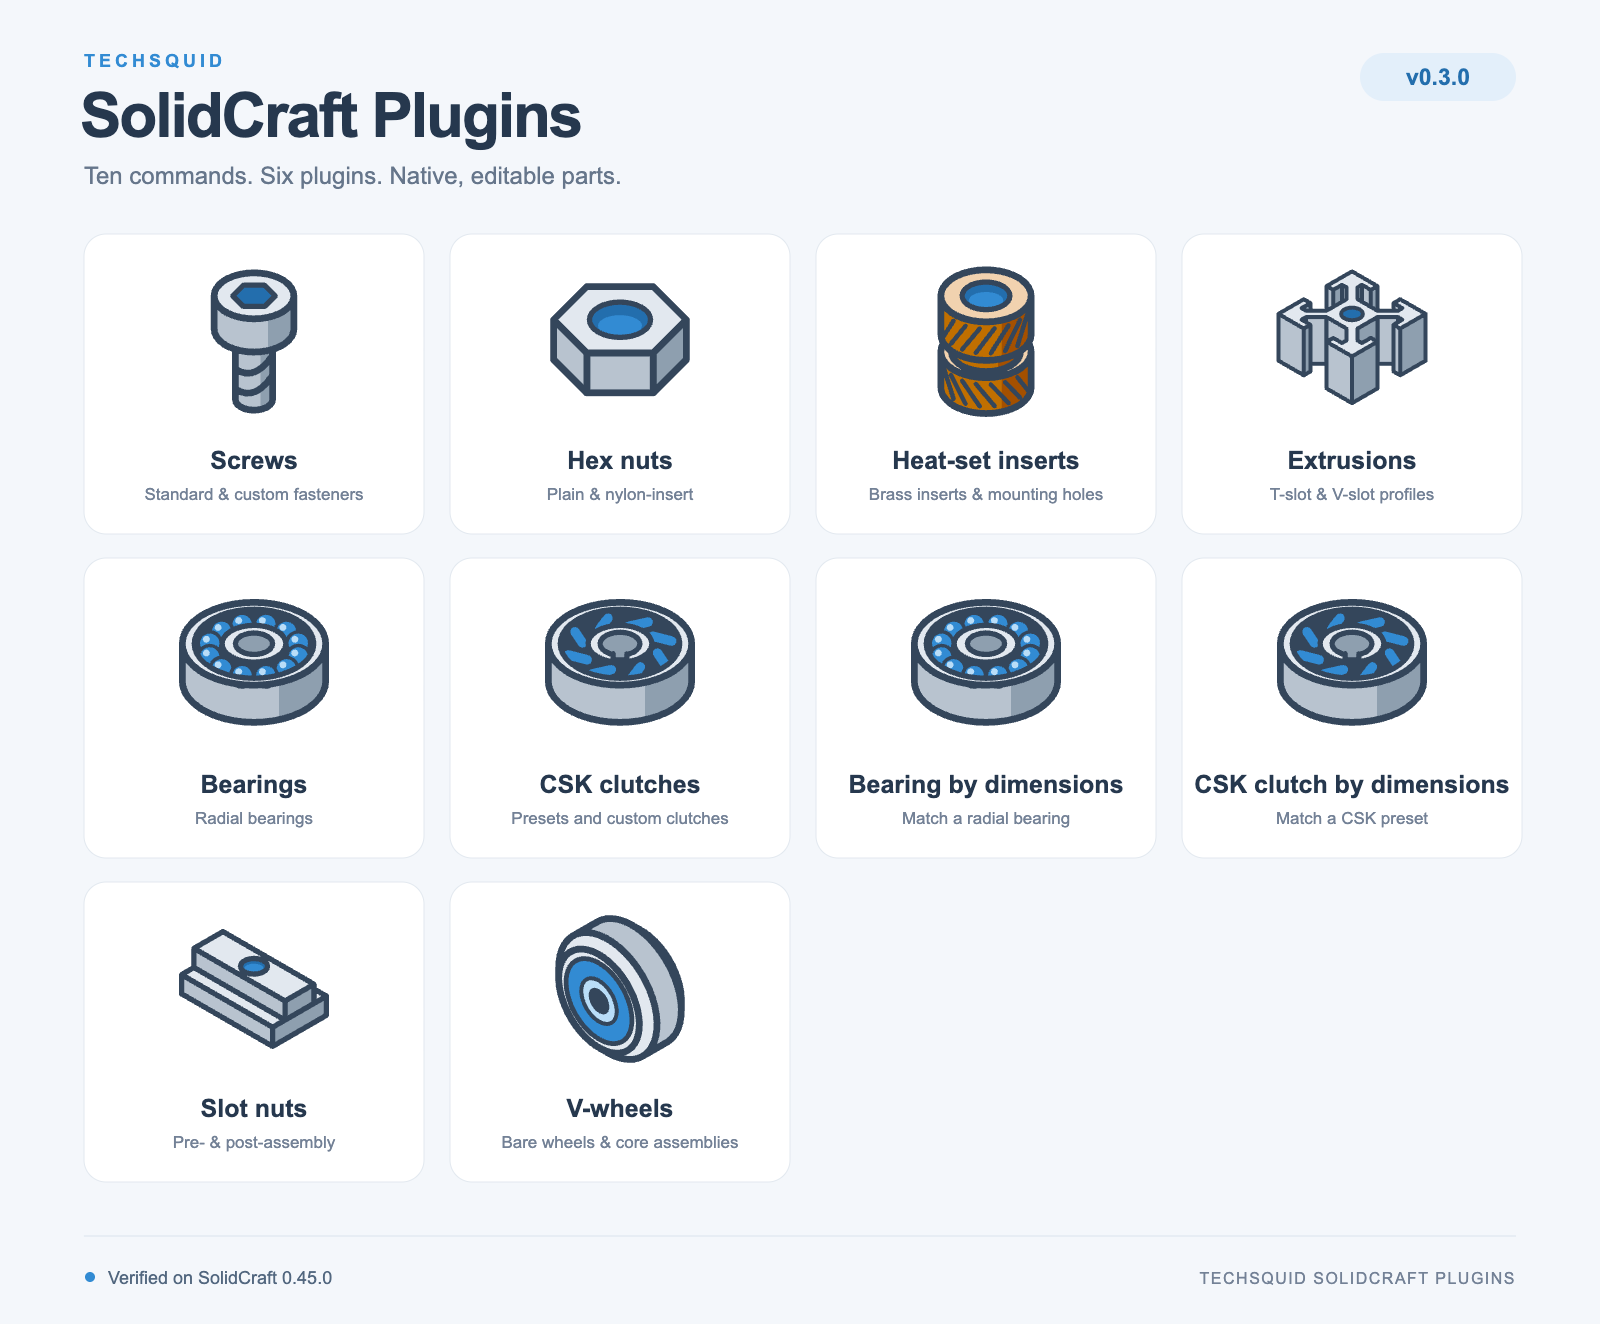 TECHSQUID
v0.3.0
SolidCraft Plugins
Ten commands. Six plugins. Native, editable parts.
Screws
Standard & custom fasteners
Hex nuts
Plain & nylon-insert
Heat-set inserts
Brass inserts & mounting holes
Extrusions
T-slot & V-slot profiles
Bearings
Radial bearings
CSK clutches
Presets and custom clutches
Bearing by dimensions
Match a radial bearing
CSK clutch by dimensions
Match a CSK preset
Slot nuts
Pre- & post-assembly
V-wheels
Bare wheels & core assemblies
Verified on SolidCraft 0.45.0
TECHSQUID SOLIDCRAFT PLUGINS